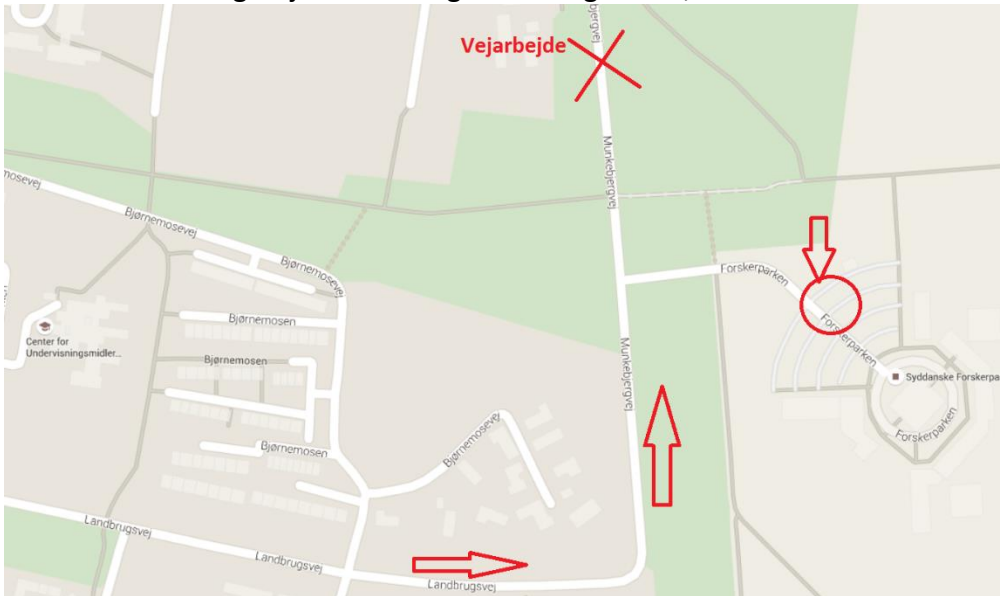 bjergvej
Vejarbejde
Munkebjergvej
mosevej
Bjørnemosevej
Bjørnemosevej
Forskerparken
Bjørnemosen
Forskerparken
Center for
Undervisningsmidler...
Bjørnemosen
Munkebjergvej
Syddanske Forskerpa
Bjørnemosevej
Forskerparken
Bjørnemosen
Landbrugsvej
Landbrugsvej
Landbrugsvej